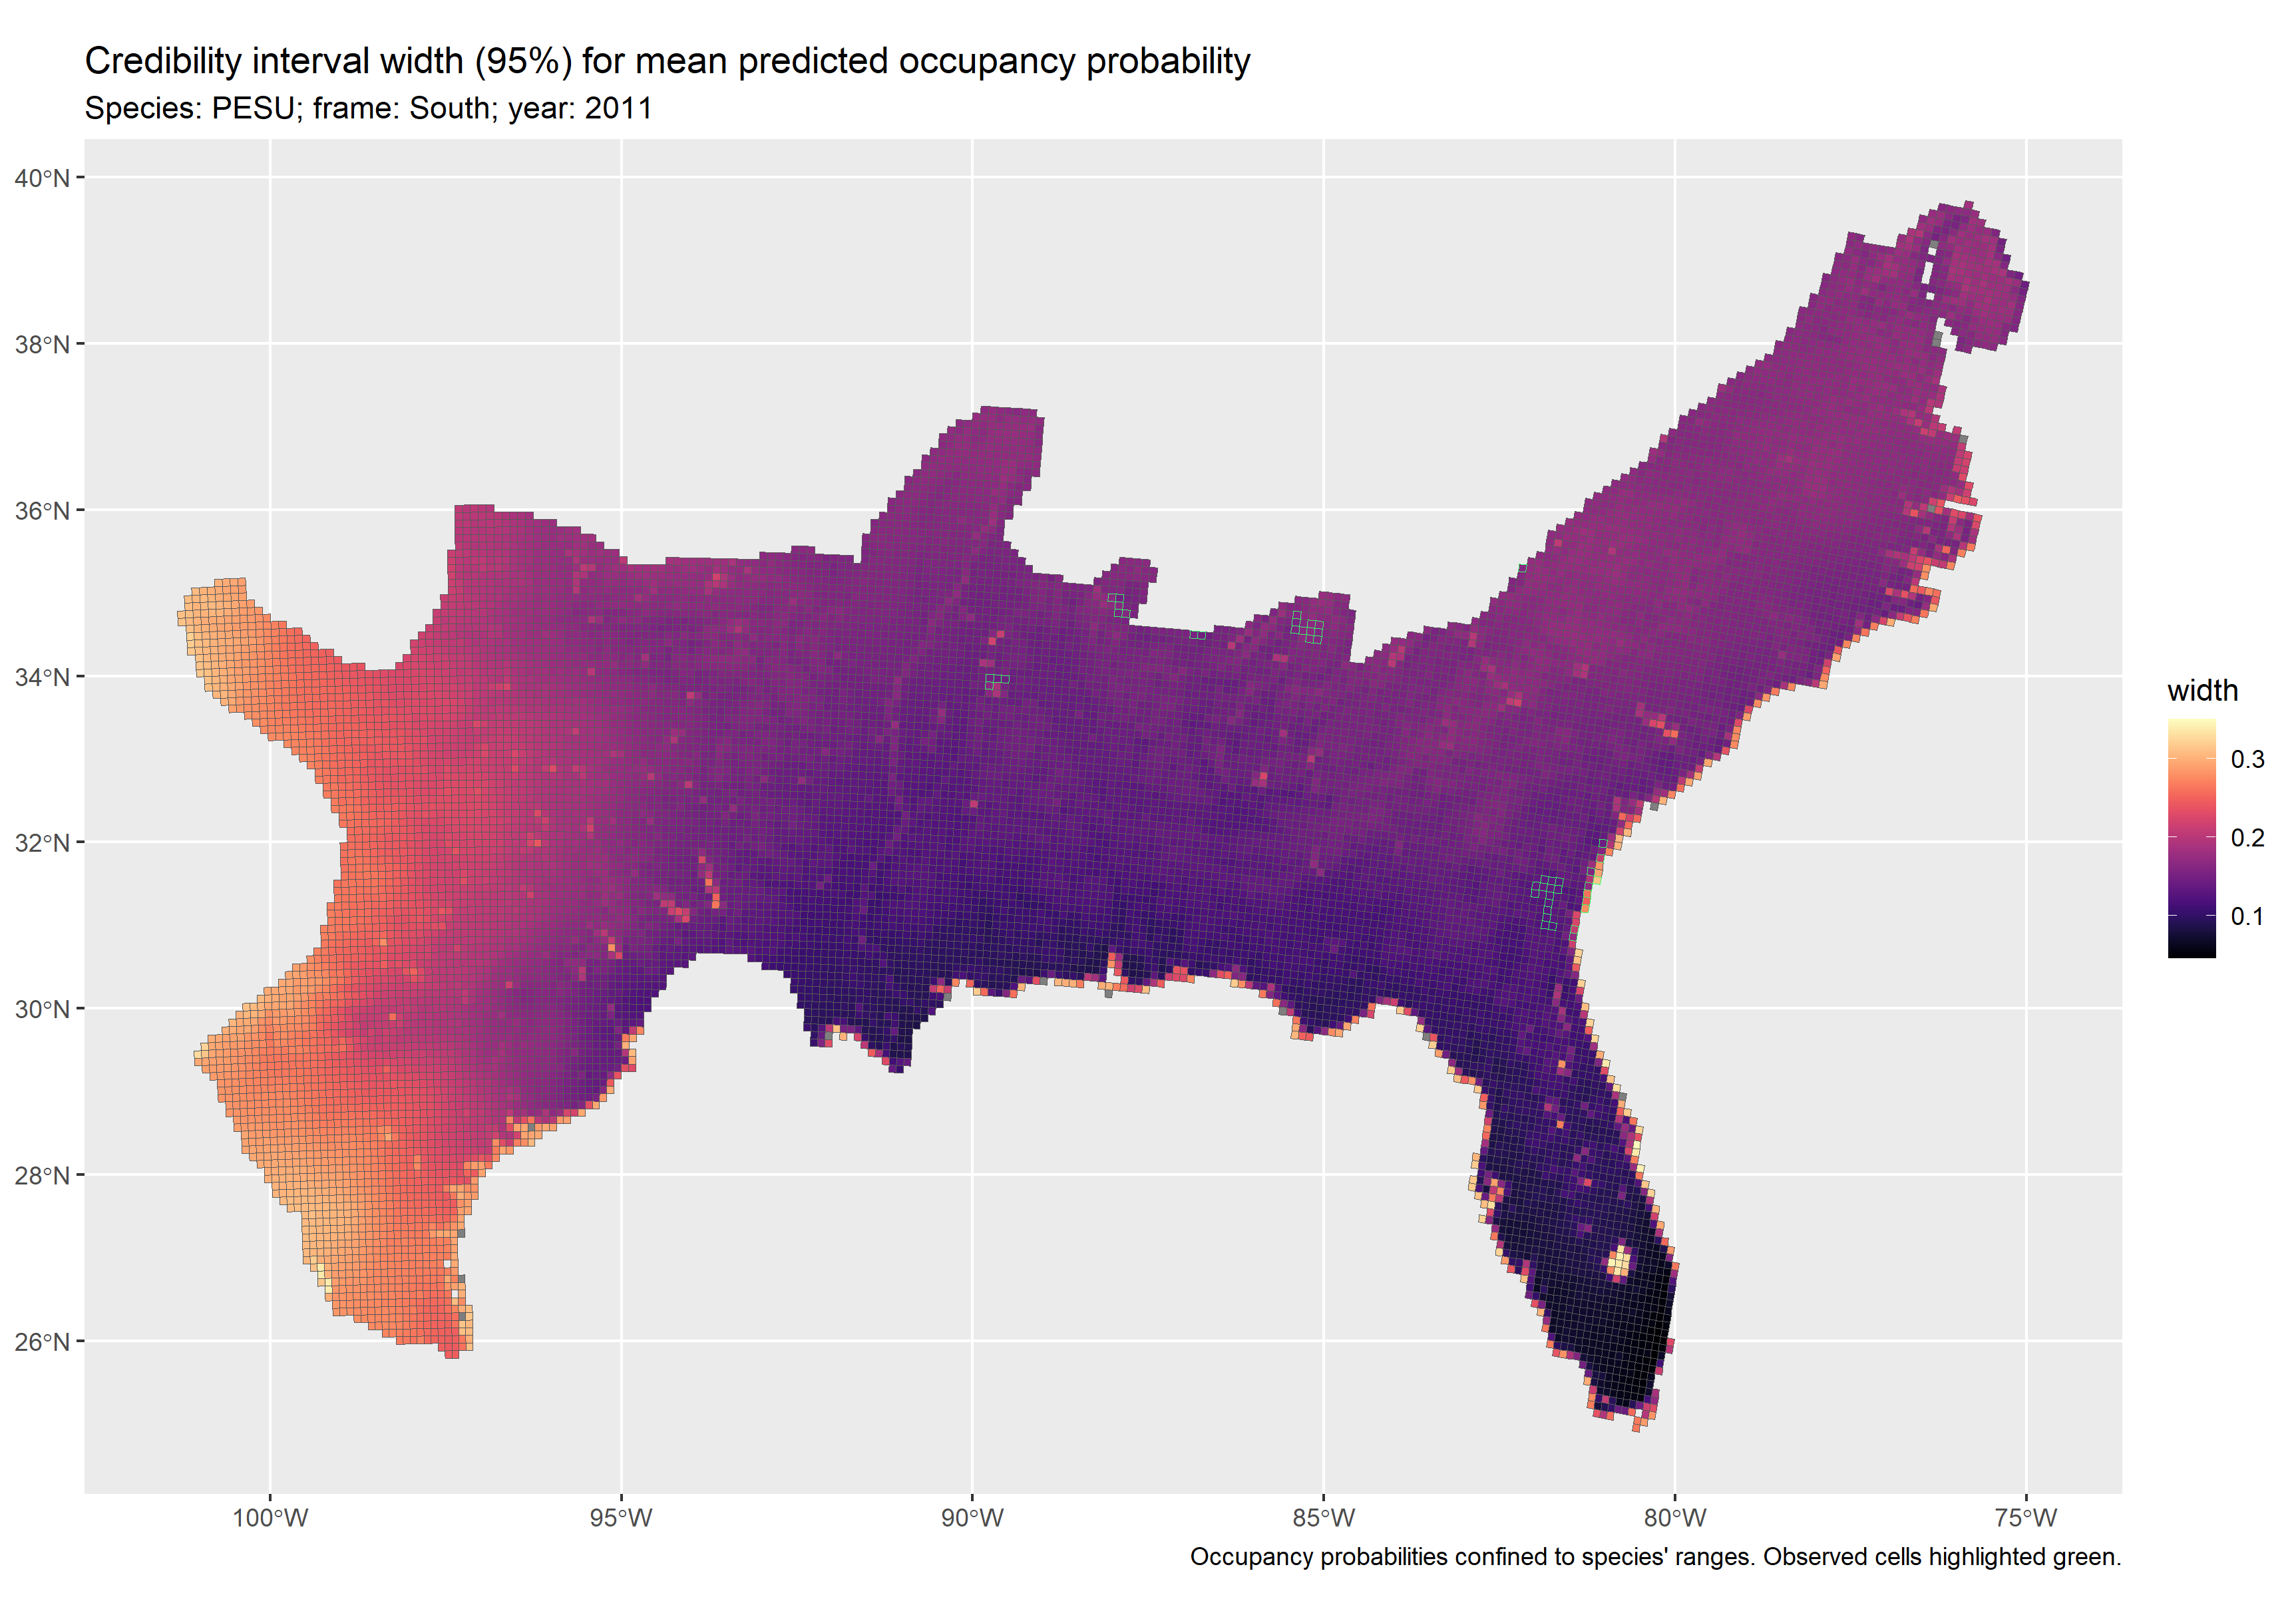 Credibility interval width (95%) for mean predicted occupancy probability
Species: PESU; frame: South; year: 2011
40°N
38°N
36°N
34°N
32°N
30°N
28°N
26°N
100°W
95°W
90°W
85°W
80°W
75°W
width
0.3
0.2
0.1
Occupancy probabilities confined to species' ranges. Observed cells highlighted green.